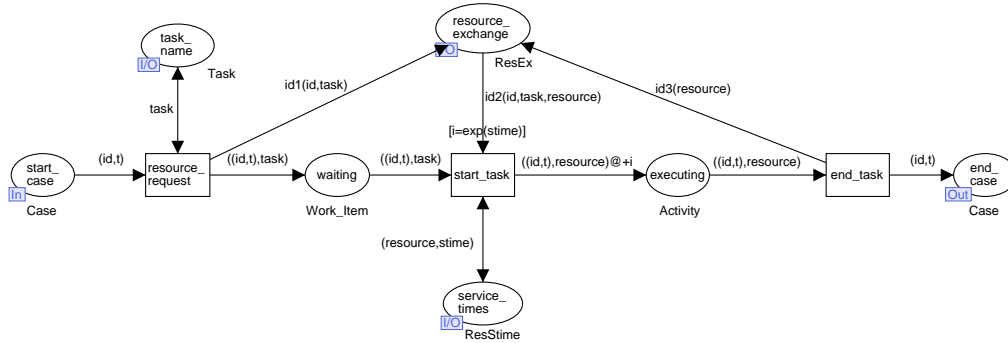 resource_
exchange
I/O
ResEx
task_
name
I/O
Task
id1(id,task)
id3(resource)
id2(id,task,resource)
task
[i=exp(stime)]
(id,t)
((id,t),task)
((id,t),task)
((id,t),resource)@+i
((id,t),resource)
(id,t)
start_
case
In
Case
resource_
request
waiting
Work_Item
start_task
executing
Activity
end_task
end_
case
Out
Case
(resource,stime)
service_
times
I/O
ResStime